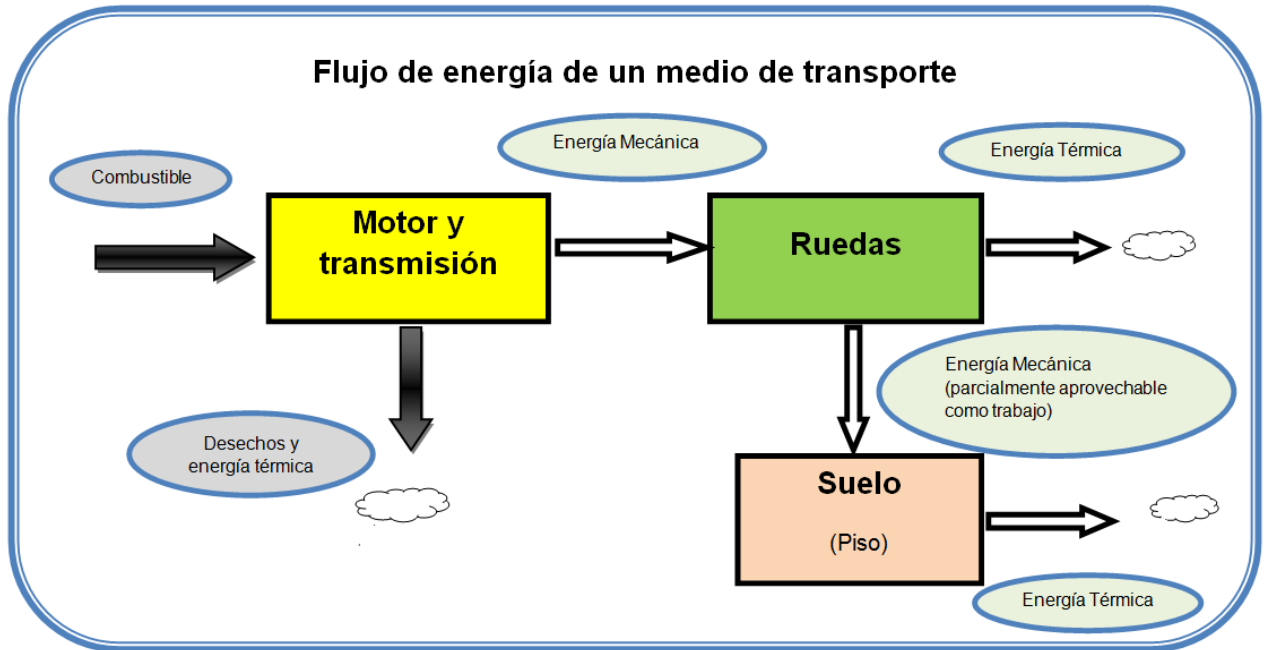 Flujo de energía de un medio de transporte
Combustible
Energía Mecánica
Energía Térmica
Motor y
transmisión
Ruedas
Desechos y
energía térmica
Energía Mecánica
(parcialmente aprovechable
como trabajo)
Suelo
(Piso)
Energía Térmica